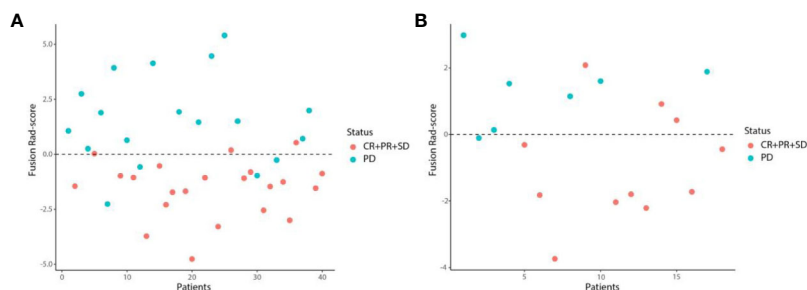 A
B
Fusion Rad-score
5.0
2.5
0.0
-2.5
-5.0
0
10
20
30
40
Patients
Status
CR+PR+SD
PD
Fusion Rad-score
2
0
-2
-4
5
10
15
Patients
Status
CR+PR+SD
PD